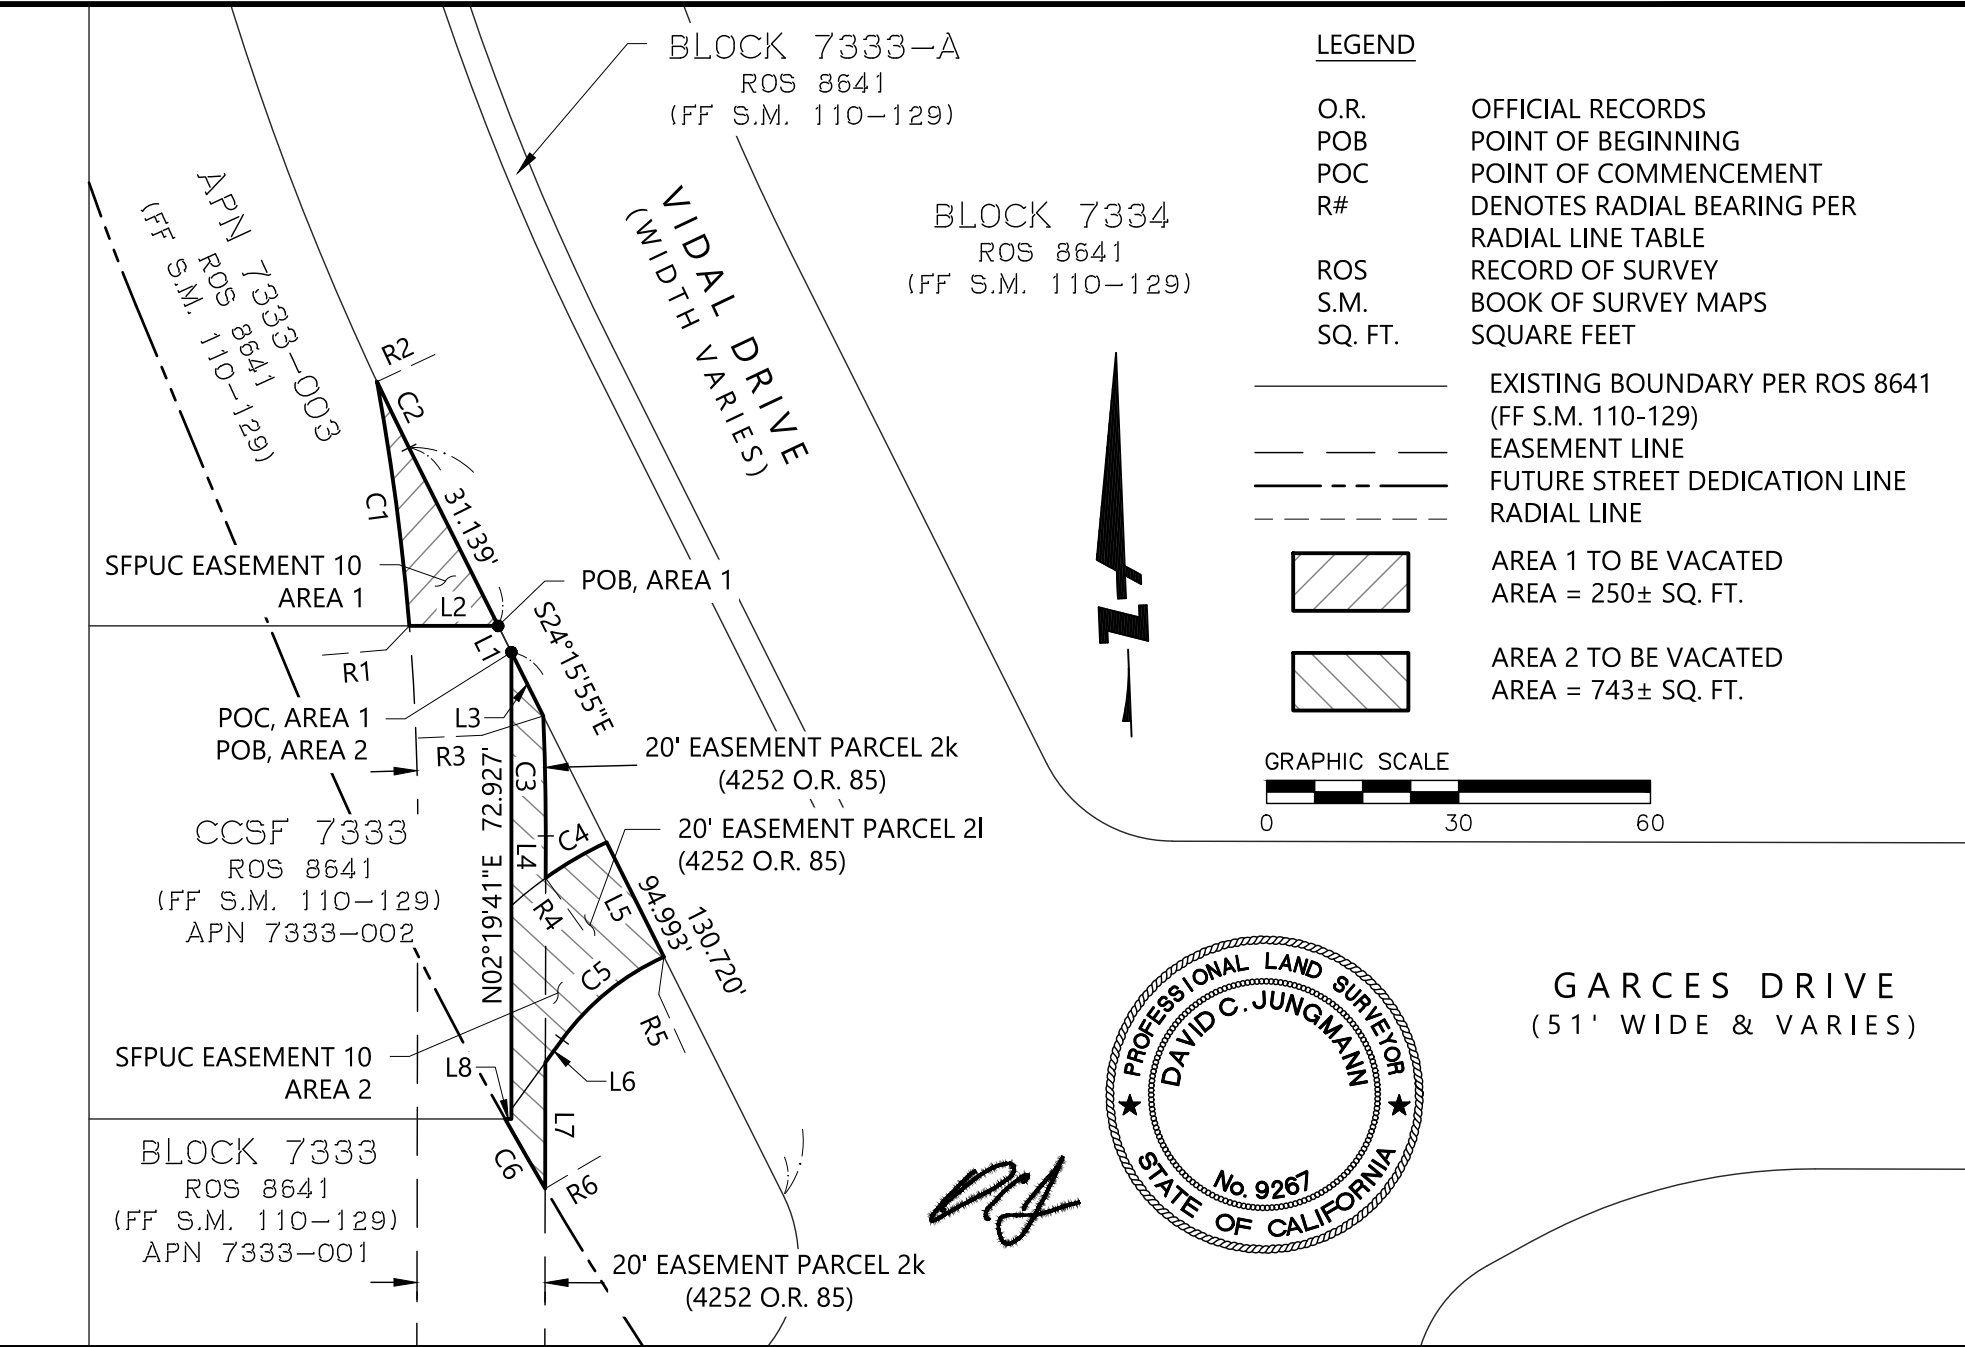 BLOCK 7333-A
ROS 8641
(FF S.M. 110-129)
VIDAL DRIVE
(WIDTH VARIES)
BLOCK 7334
ROS 8641
(FF S.M. 110-129)
APN 7333-003
ROS 8641
(FF S.M. 110-129)
R2
C2
31.139'
C1
SFPUC EASEMENT 10
AREA 1
L2
POB, AREA 1
R1
L1
S24°15'55"E
POC, AREA 1
POB, AREA 2
L3
R3
20' EASEMENT PARCEL 2k
(4252 O.R. 85)
C3
N02°19'41"E 72.927'
CCSF 7333
ROS 8641
(FF S.M. 110-129)
APN 7333-002
C4
L4
20' EASEMENT PARCEL 2l
(4252 O.R. 85)
R4
L5
94.993'
130.720'
C5
R5
SFPUC EASEMENT 10
AREA 2
L8
L6
L7
C6
R6
BLOCK 7333
ROS 8641
(FF S.M. 110-129)
APN 7333-001
20' EASEMENT PARCEL 2k
(4252 O.R. 85)
LEGEND
O.R. OFFICIAL RECORDS
POB POINT OF BEGINNING
POC POINT OF COMMENCEMENT
R# DENOTES RADIAL BEARING PER
RADIAL LINE TABLE
ROS RECORD OF SURVEY
S.M. BOOK OF SURVEY MAPS
SQ. FT. SQUARE FEET
EXISTING BOUNDARY PER ROS 8641
(FF S.M. 110-129)
EASEMENT LINE
FUTURE STREET DEDICATION LINE
RADIAL LINE
AREA 1 TO BE VACATED
AREA = 250± SQ. FT.
AREA 2 TO BE VACATED
AREA = 743± SQ. FT.
Z
GRAPHIC SCALE
0 30 60
GARCES DRIVE
(51' WIDE & VARIES)
PROFESSIONAL LAND SURVEYOR
DAVID C. JUNGMANN
No. 9267
STATE OF CALIFORNIA